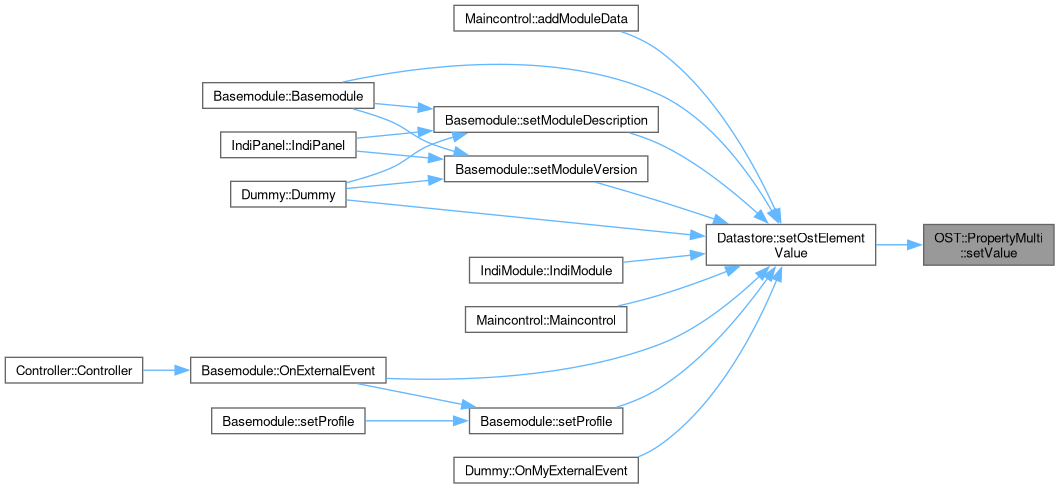 Maincontrol::addModuleData
Basemodule::Basemodule
Basemodule::setModuleDescription
IndiPanel::IndiPanel
Basemodule::setModuleVersion
Dummy::Dummy
Datastore::setOstElement
Value
OST::PropertyMulti
::setValue
IndiModule::IndiModule
Maincontrol::Maincontrol
Controller::Controller
Basemodule::OnExternalEvent
Basemodule::setProfile
Basemodule::setProfile
Dummy::OnMyExternalEvent